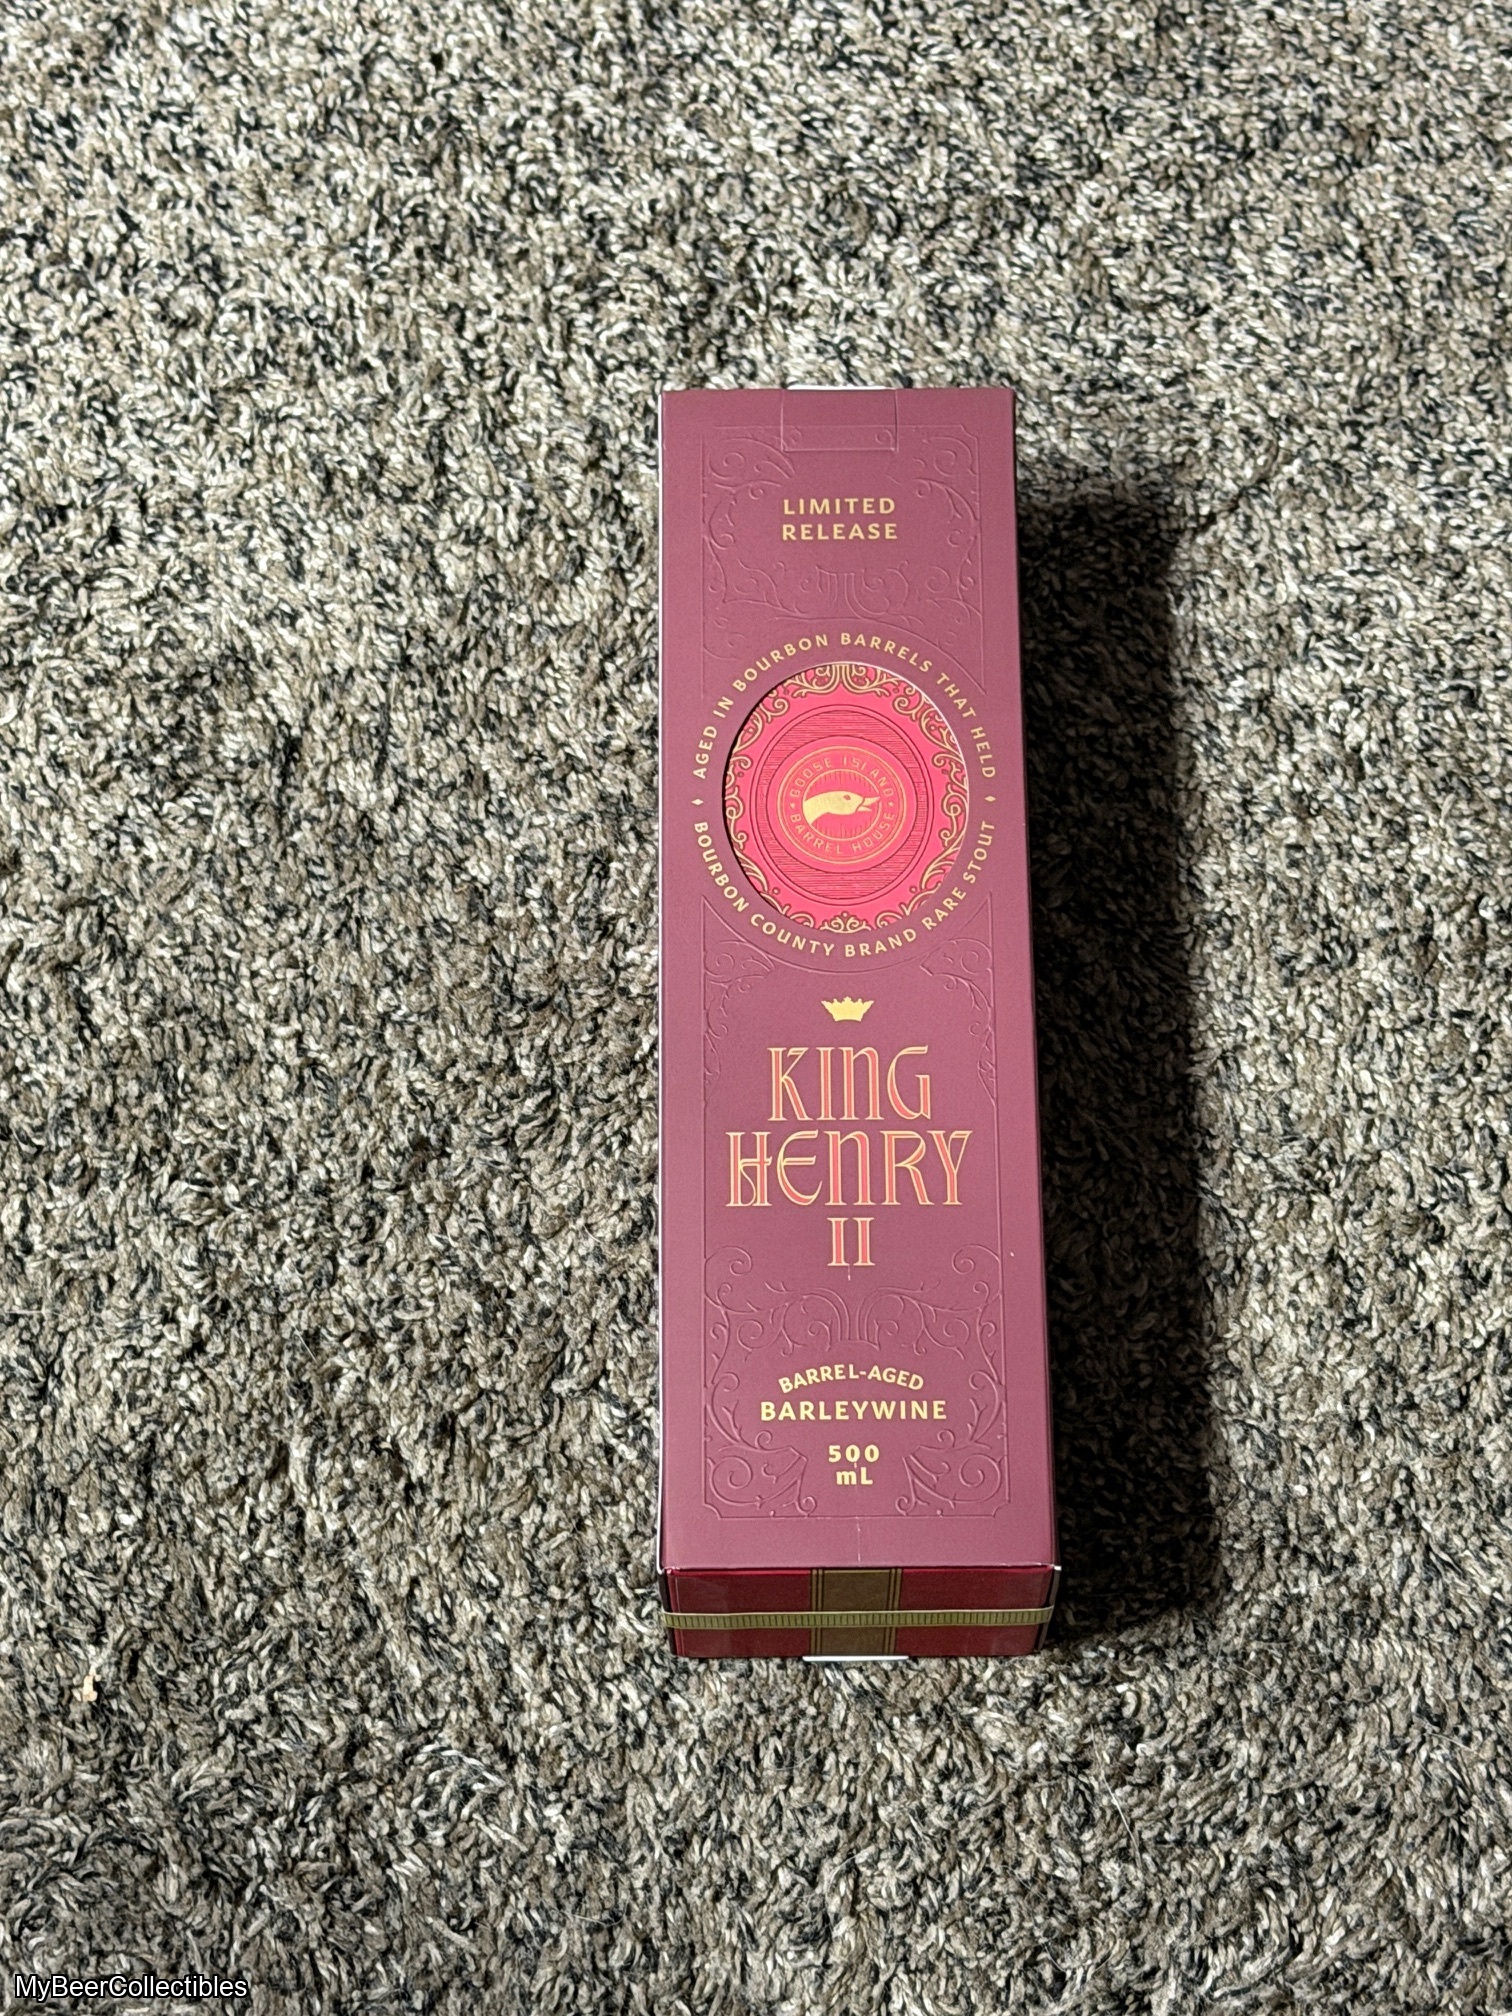 LIMITED
RELEASE
AGED IN BOURBON BARRELS THAT HELD
BOURBON COUNTY BRAND RARE STOUT
GOOSE ISLAND
BARREL HOUSE
KING
HENRY
II
BARREL-AGED
BARLEYWINE
500
mL
MyBeerCollectibles